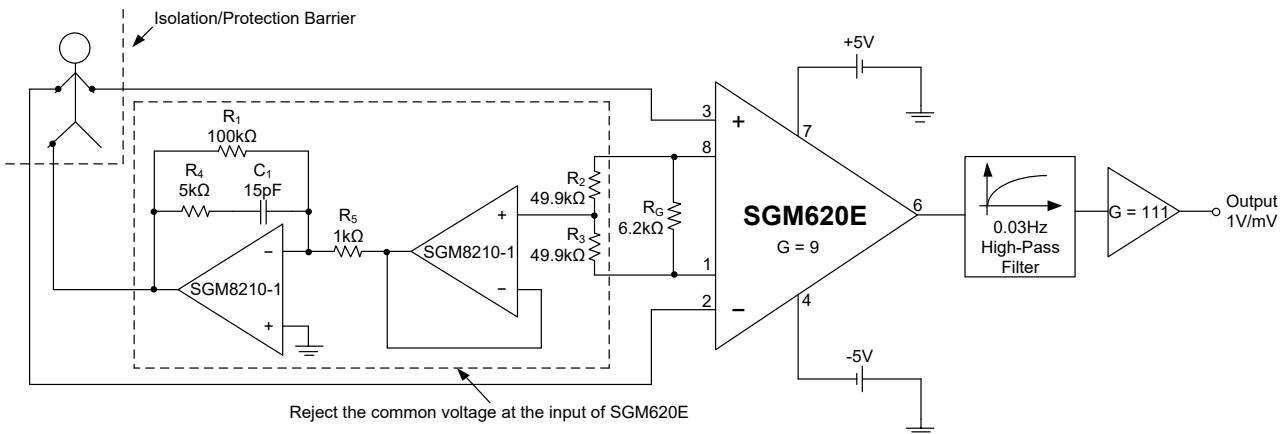 Isolation/Protection Barrier
R1
100kΩ
R4
5kΩ
C1
15pF
R5
1kΩ
SGM8210-1
−
+
SGM8210-1
+
−
R2
49.9kΩ
R3
49.9kΩ
RG
6.2kΩ
3
8
1
2
+
−
SGM620E
G = 9
7
4
6
+5V
-5V
0.03Hz
High-Pass
Filter
G = 111
Output
1V/mV
Reject the common voltage at the input of SGM620E